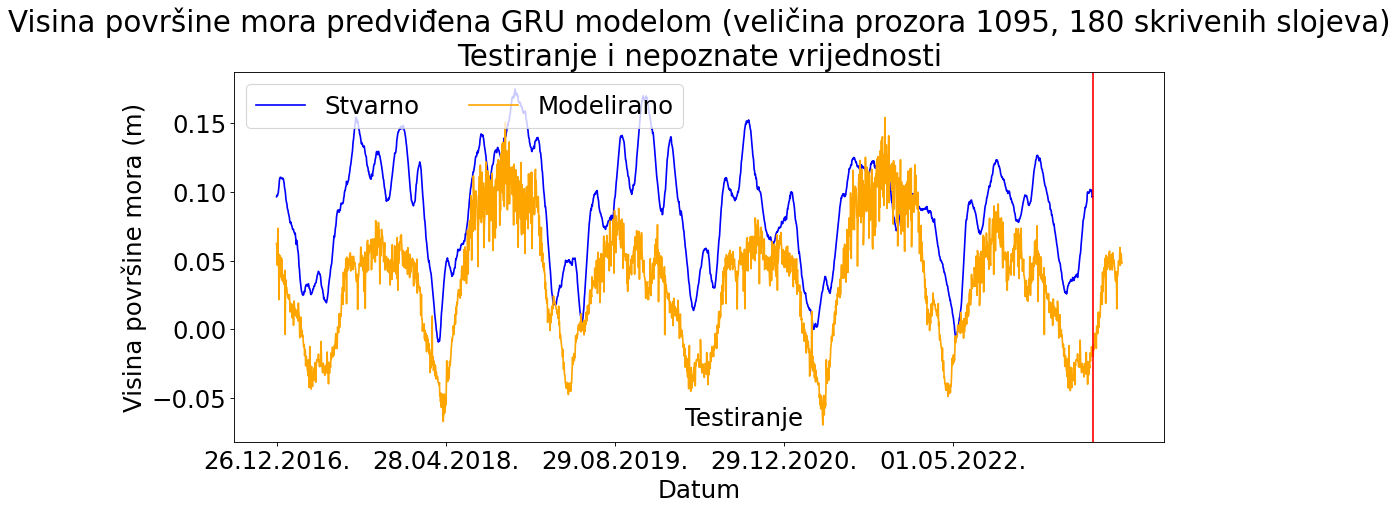 Visina površine mora predviđena GRU modelom (veličina prozora 1095, 180 skrivenih slojeva)
Testiranje i nepoznate vrijednosti
Stvarno
Modelirano
Visina površine mora (m)
0.15
0.10
0.05
0.00
−0.05
Testiranje
26.12.2016.
28.04.2018.
29.08.2019.
29.12.2020.
01.05.2022.
Datum